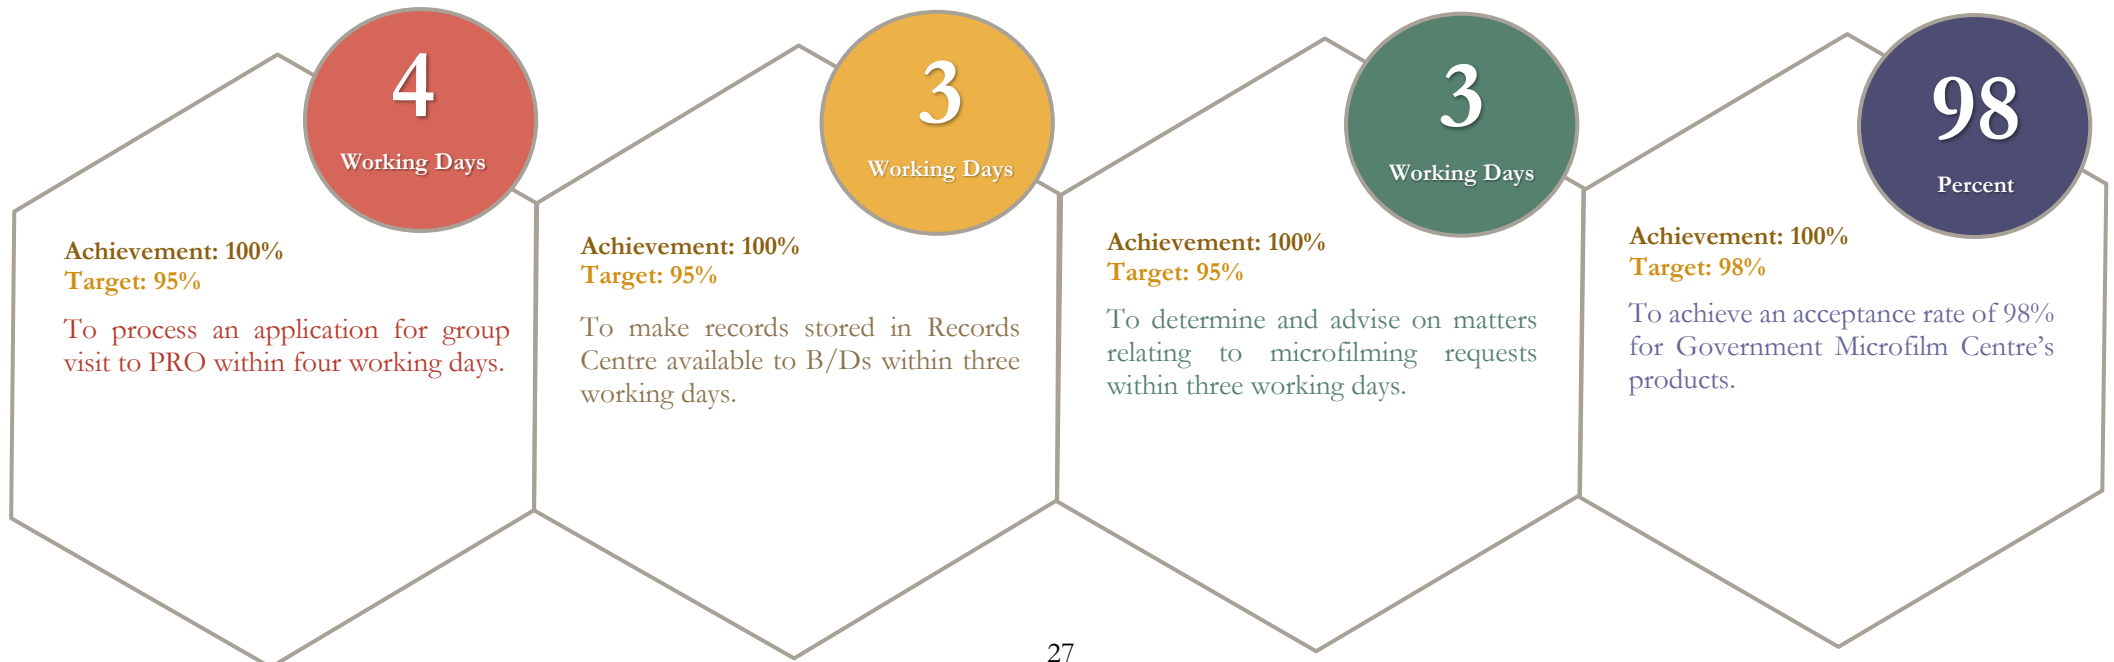 4
Working Days
Achievement: 100%
Target: 95%
To process an application for group
visit to PRO within four working days.
3
Working Days
Achievement: 100%
Target: 95%
To make records stored in Records
Centre available to B/Ds within three
working days.
3
Working Days
Achievement: 100%
Target: 95%
To determine and advise on matters
relating to microfilming requests
within three working days.
98
Percent
Achievement: 100%
Target: 98%
To achieve an acceptance rate of 98%
for Government Microfilm Centre’s
products.
27